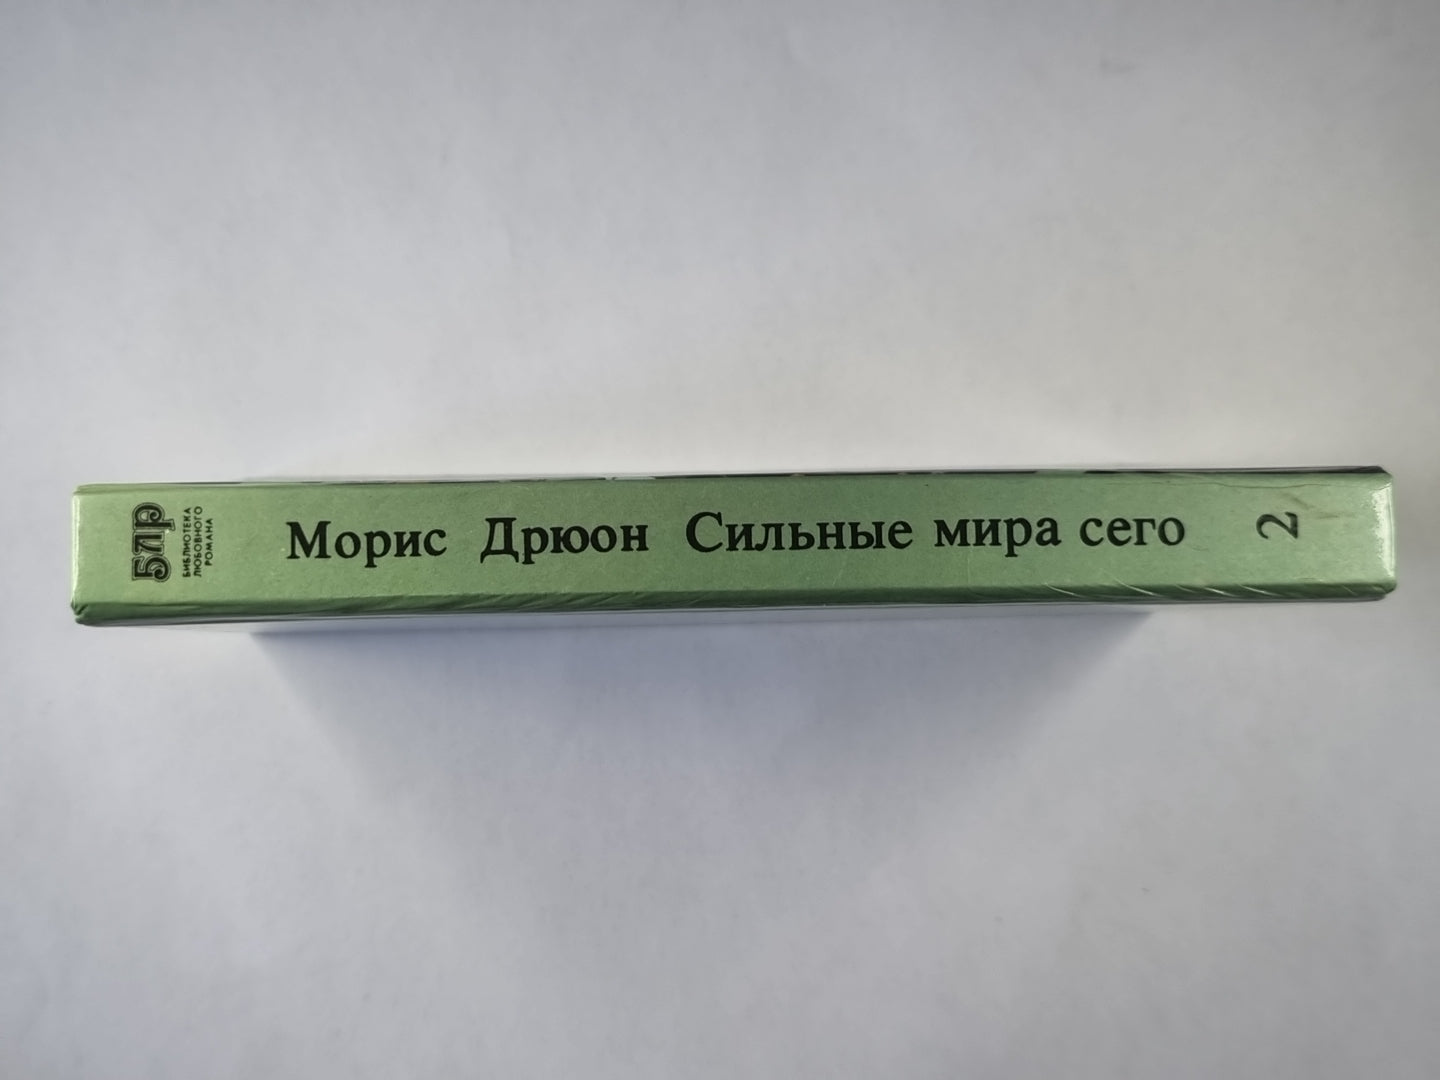 БЛР
БИБЛИОТЕКА
ЛЮБОВНОГО
РОМАНА
Морис Дрюон Сильные мира сего
2